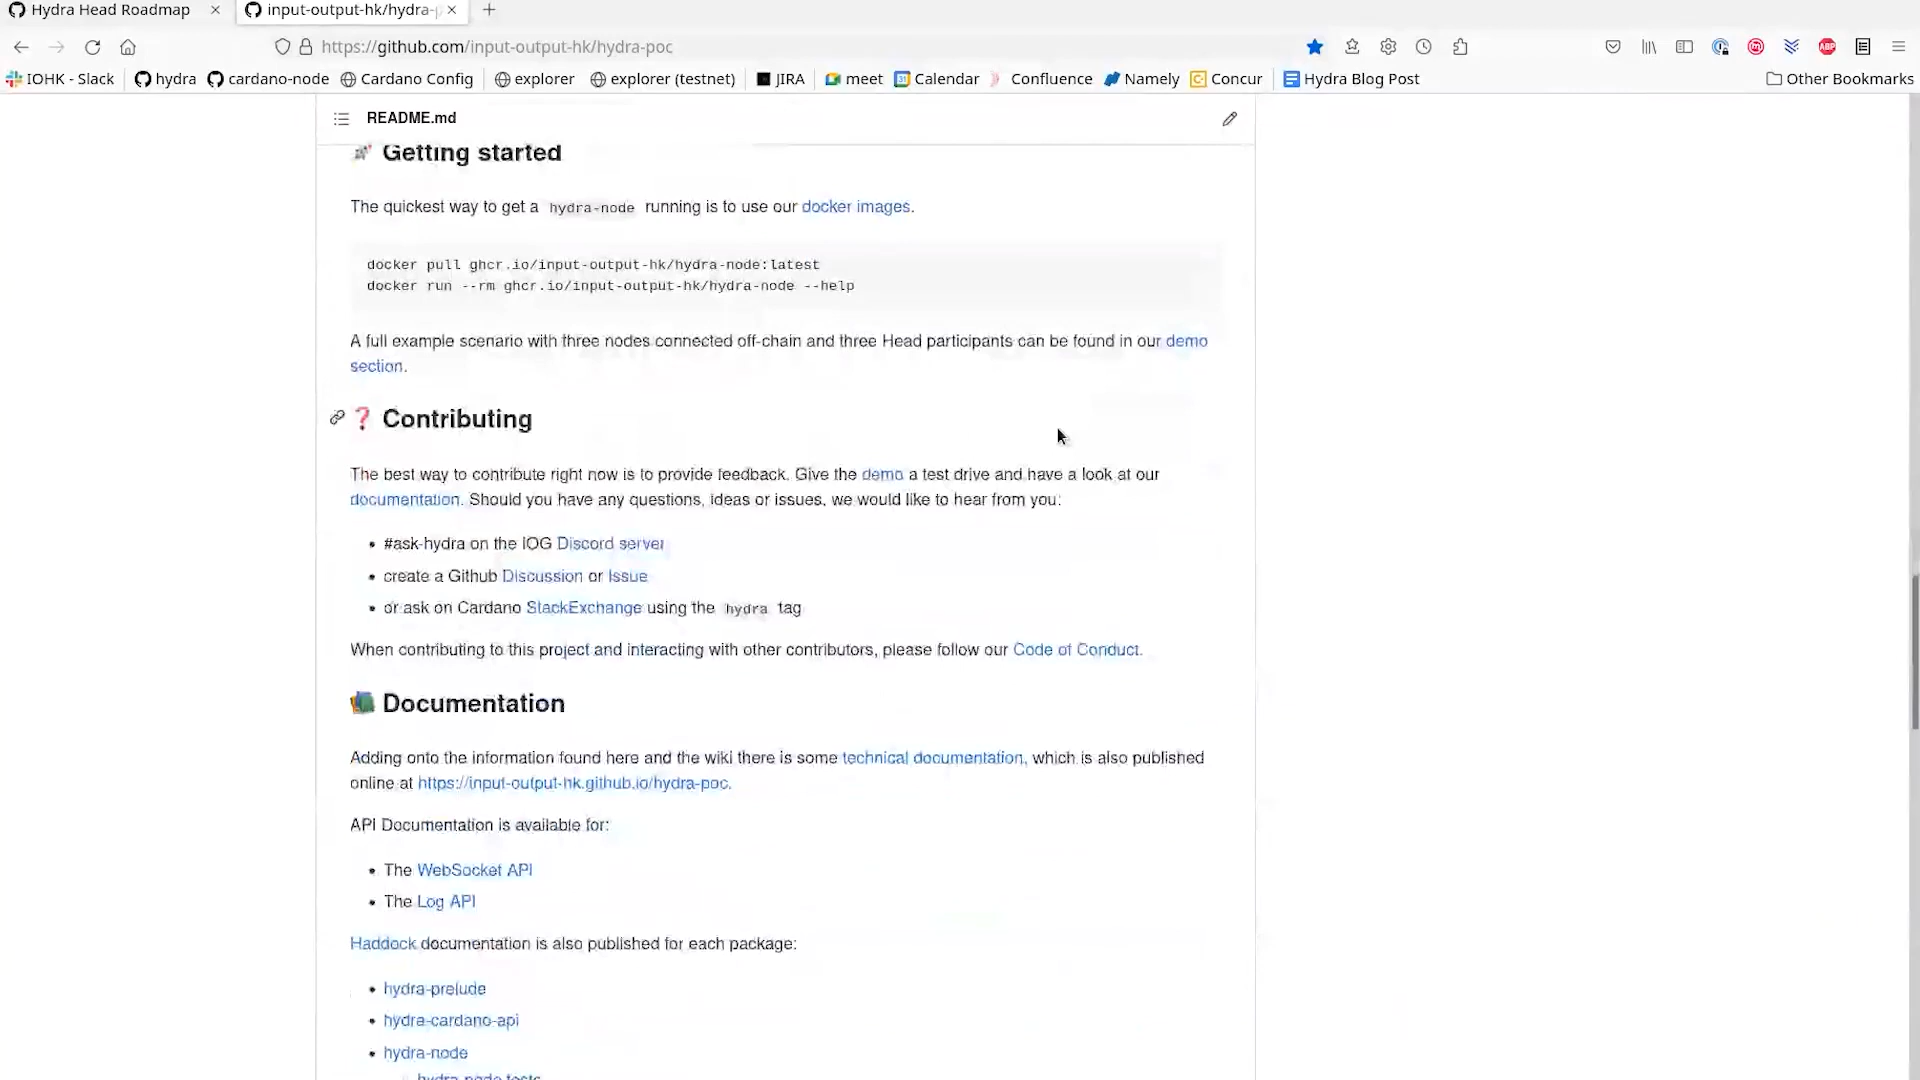 Hydra Head Roadmap
input-output-hk/hydra-p
https://github.com/input-output-hk/hydra-poc
IOHK - Slack hydra cardano-node Cardano Config explorer explorer (testnet) JIRA meet Calendar Confluence Namely Concur Hydra Blog Post Other Bookmarks
README.md
Getting started
The quickest way to get a hydra-node running is to use our docker images.
docker pull ghcr.io/input-output-hk/hydra-node:latest
docker run --rm ghcr.io/input-output-hk/hydra-node --help
A full example scenario with three nodes connected off-chain and three Head participants can be found in our demo
section.
❓ Contributing
The best way to contribute right now is to provide feedback. Give the demo a test drive and have a look at our
documentation. Should you have any questions, ideas or issues, we would like to hear from you:
• #ask-hydra on the IOG Discord server
• create a Github Discussion or Issue
• or ask on Cardano StackExchange using the hydra tag
When contributing to this project and interacting with other contributors, please follow our Code of Conduct.
Documentation
Adding onto the information found here and the wiki there is some technical documentation, which is also published
online at https://input-output-hk.github.io/hydra-poc.
API Documentation is available for:
• The WebSocket API
• The Log API
Haddock documentation is also published for each package:
• hydra-prelude
• hydra-cardano-api
• hydra-node
hydra-node tests